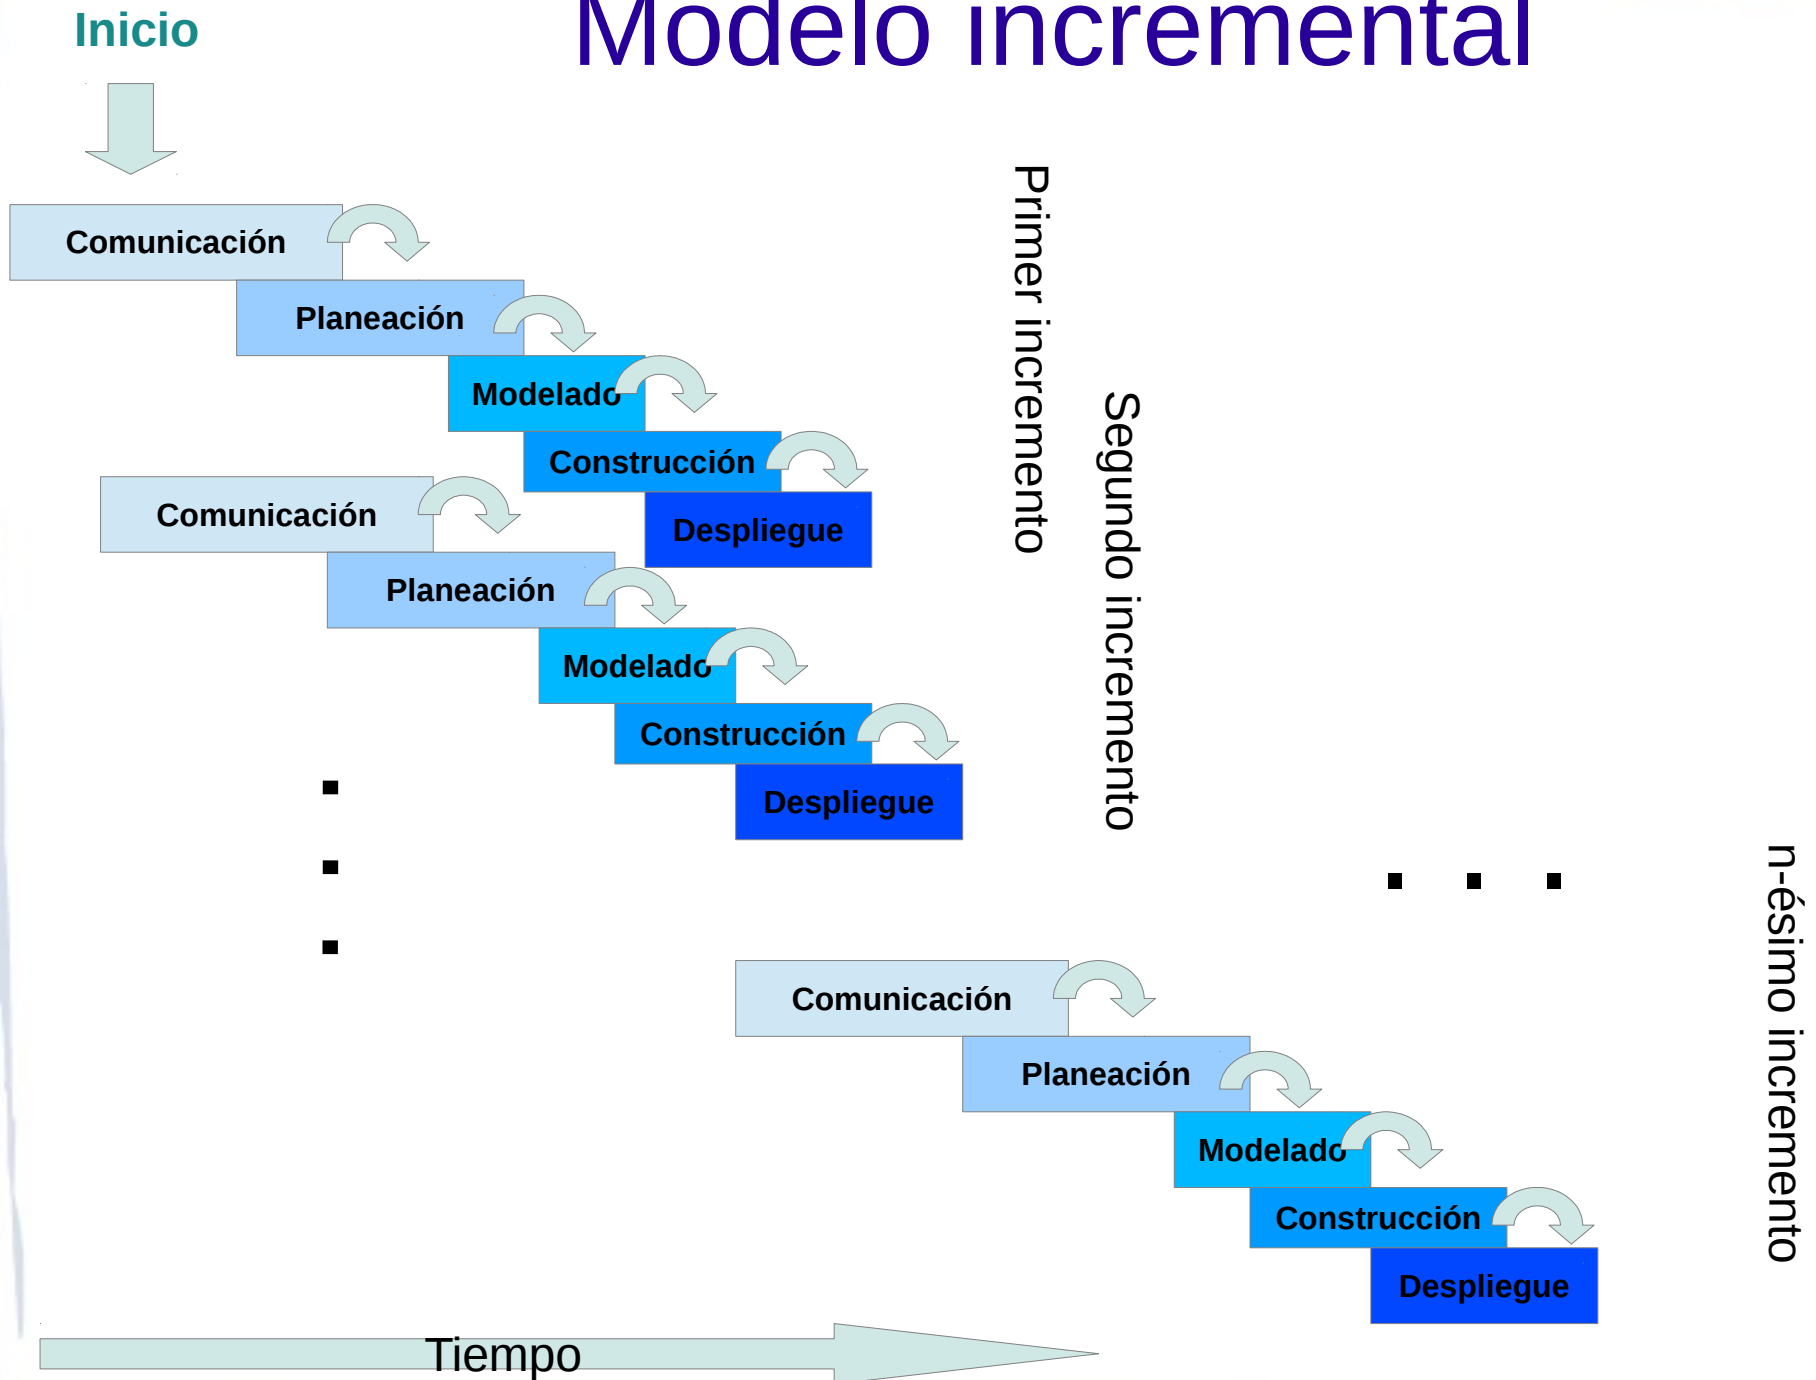 Inicio
Modelo incremental
Comunicación
Planeación
Modelado
Construcción
Despliegue
Primer incremento
Comunicación
Planeación
Modelado
Construcción
Despliegue
Segundo incremento
. . .
. . .
Comunicación
Planeación
Modelado
Construcción
Despliegue
n-ésimo incremento
Tiempo